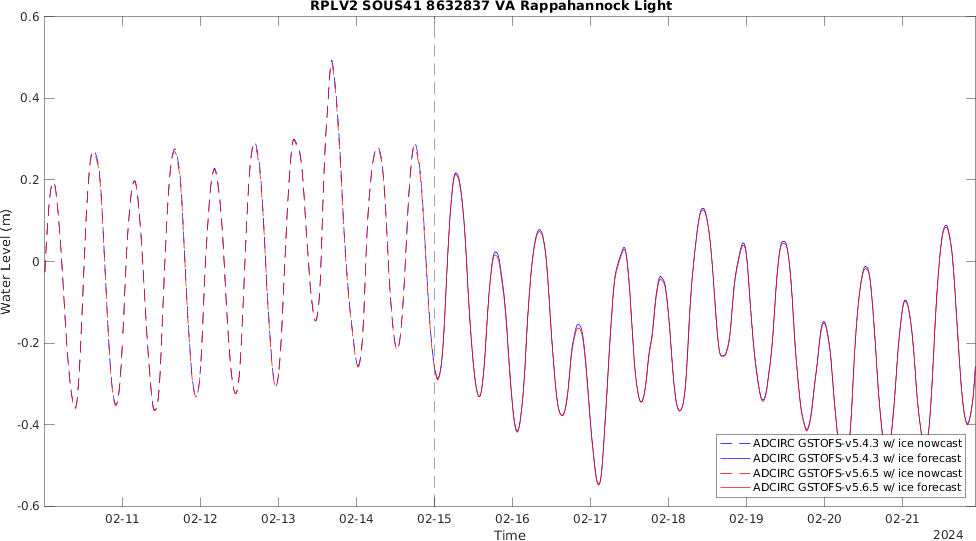 RPLV2 SOUS41 8632837 VA Rappahannock Light
0.6
0.4
0.2
0
-0.2
-0.4
-0.6
Water Level (m)
02-11 02-12 02-13 02-14 02-15 02-16 02-17 02-18 02-19 02-20 02-21
Time
2024
ADCIRC GSTOFS-v5.4.3 w/ ice nowcast
ADCIRC GSTOFS-v5.4.3 w/ ice forecast
ADCIRC GSTOFS-v5.6.5 w/ ice nowcast
ADCIRC GSTOFS-v5.6.5 w/ ice forecast